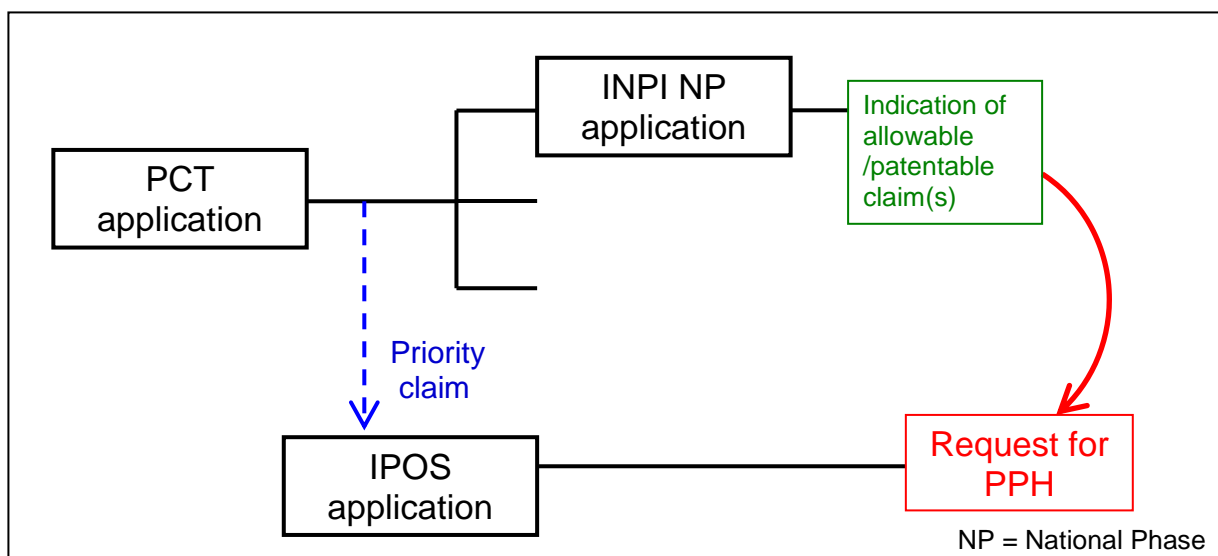 INPI NP
application
Indication of
allowable
/patentable
claim(s)
PCT
application
Priority
claim
IPOS
application
Request for
PPH
NP = National Phase